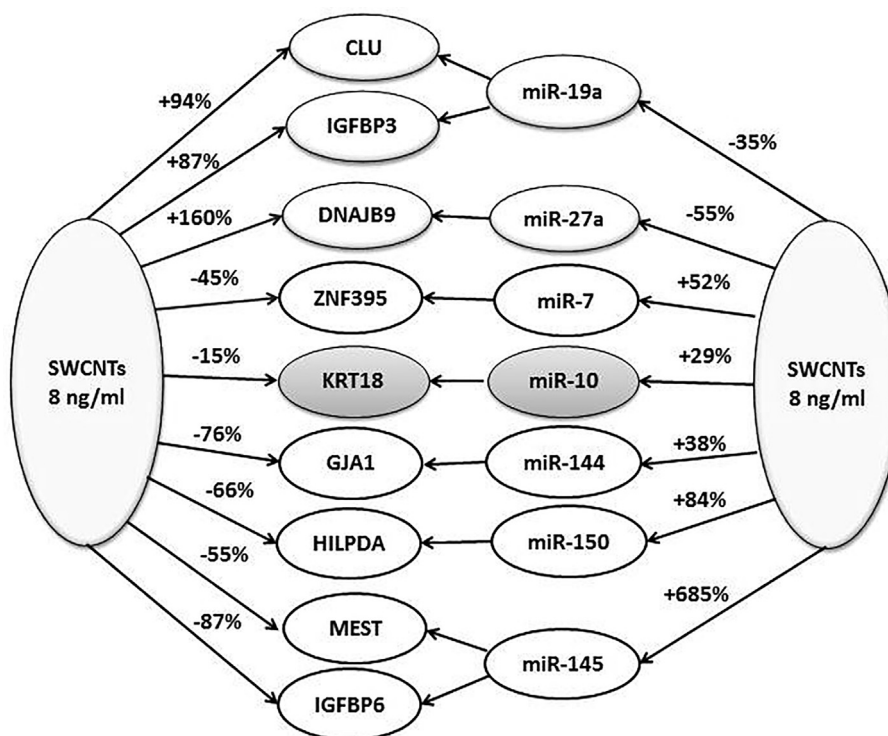 CLU
miR-19a
+94%
IGFBP3
-35%
+87%
+160%
DNAJB9
miR-27a
-55%
-45%
ZNF395
miR-7
+52%
SWCNTs
8 ng/ml
-15%
KRT18
miR-10
+29%
SWCNTs
8 ng/ml
-76%
GJA1
miR-144
+38%
-66%
HILPDA
miR-150
+84%
-55%
MEST
miR-145
+685%
-87%
IGFBP6